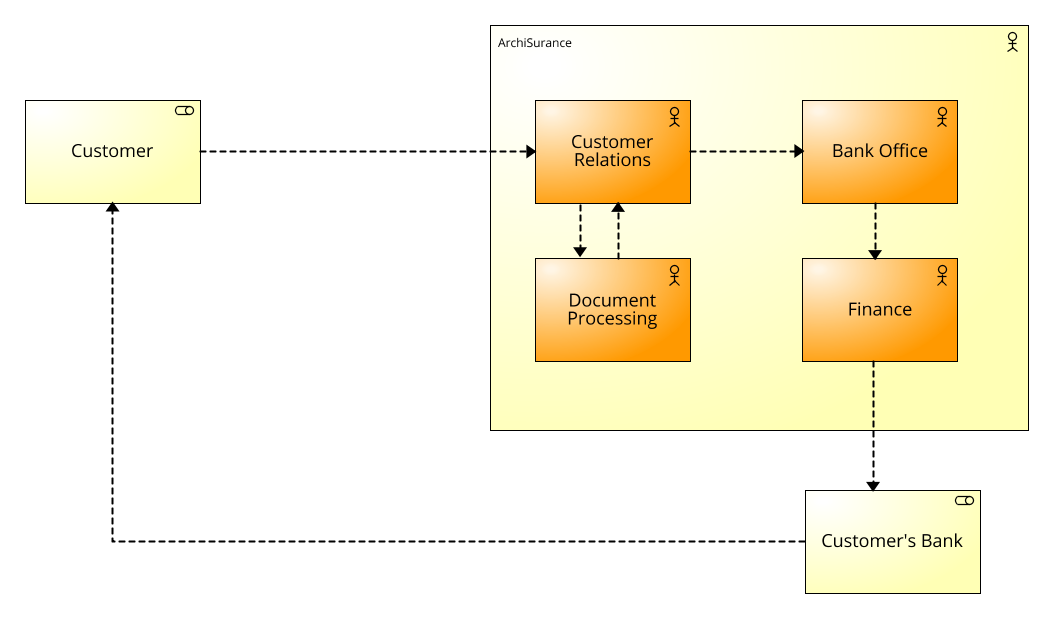 ArchiSurance
Customer
Customer
Relations
Bank Office
Document
Processing
Finance
Customer's Bank